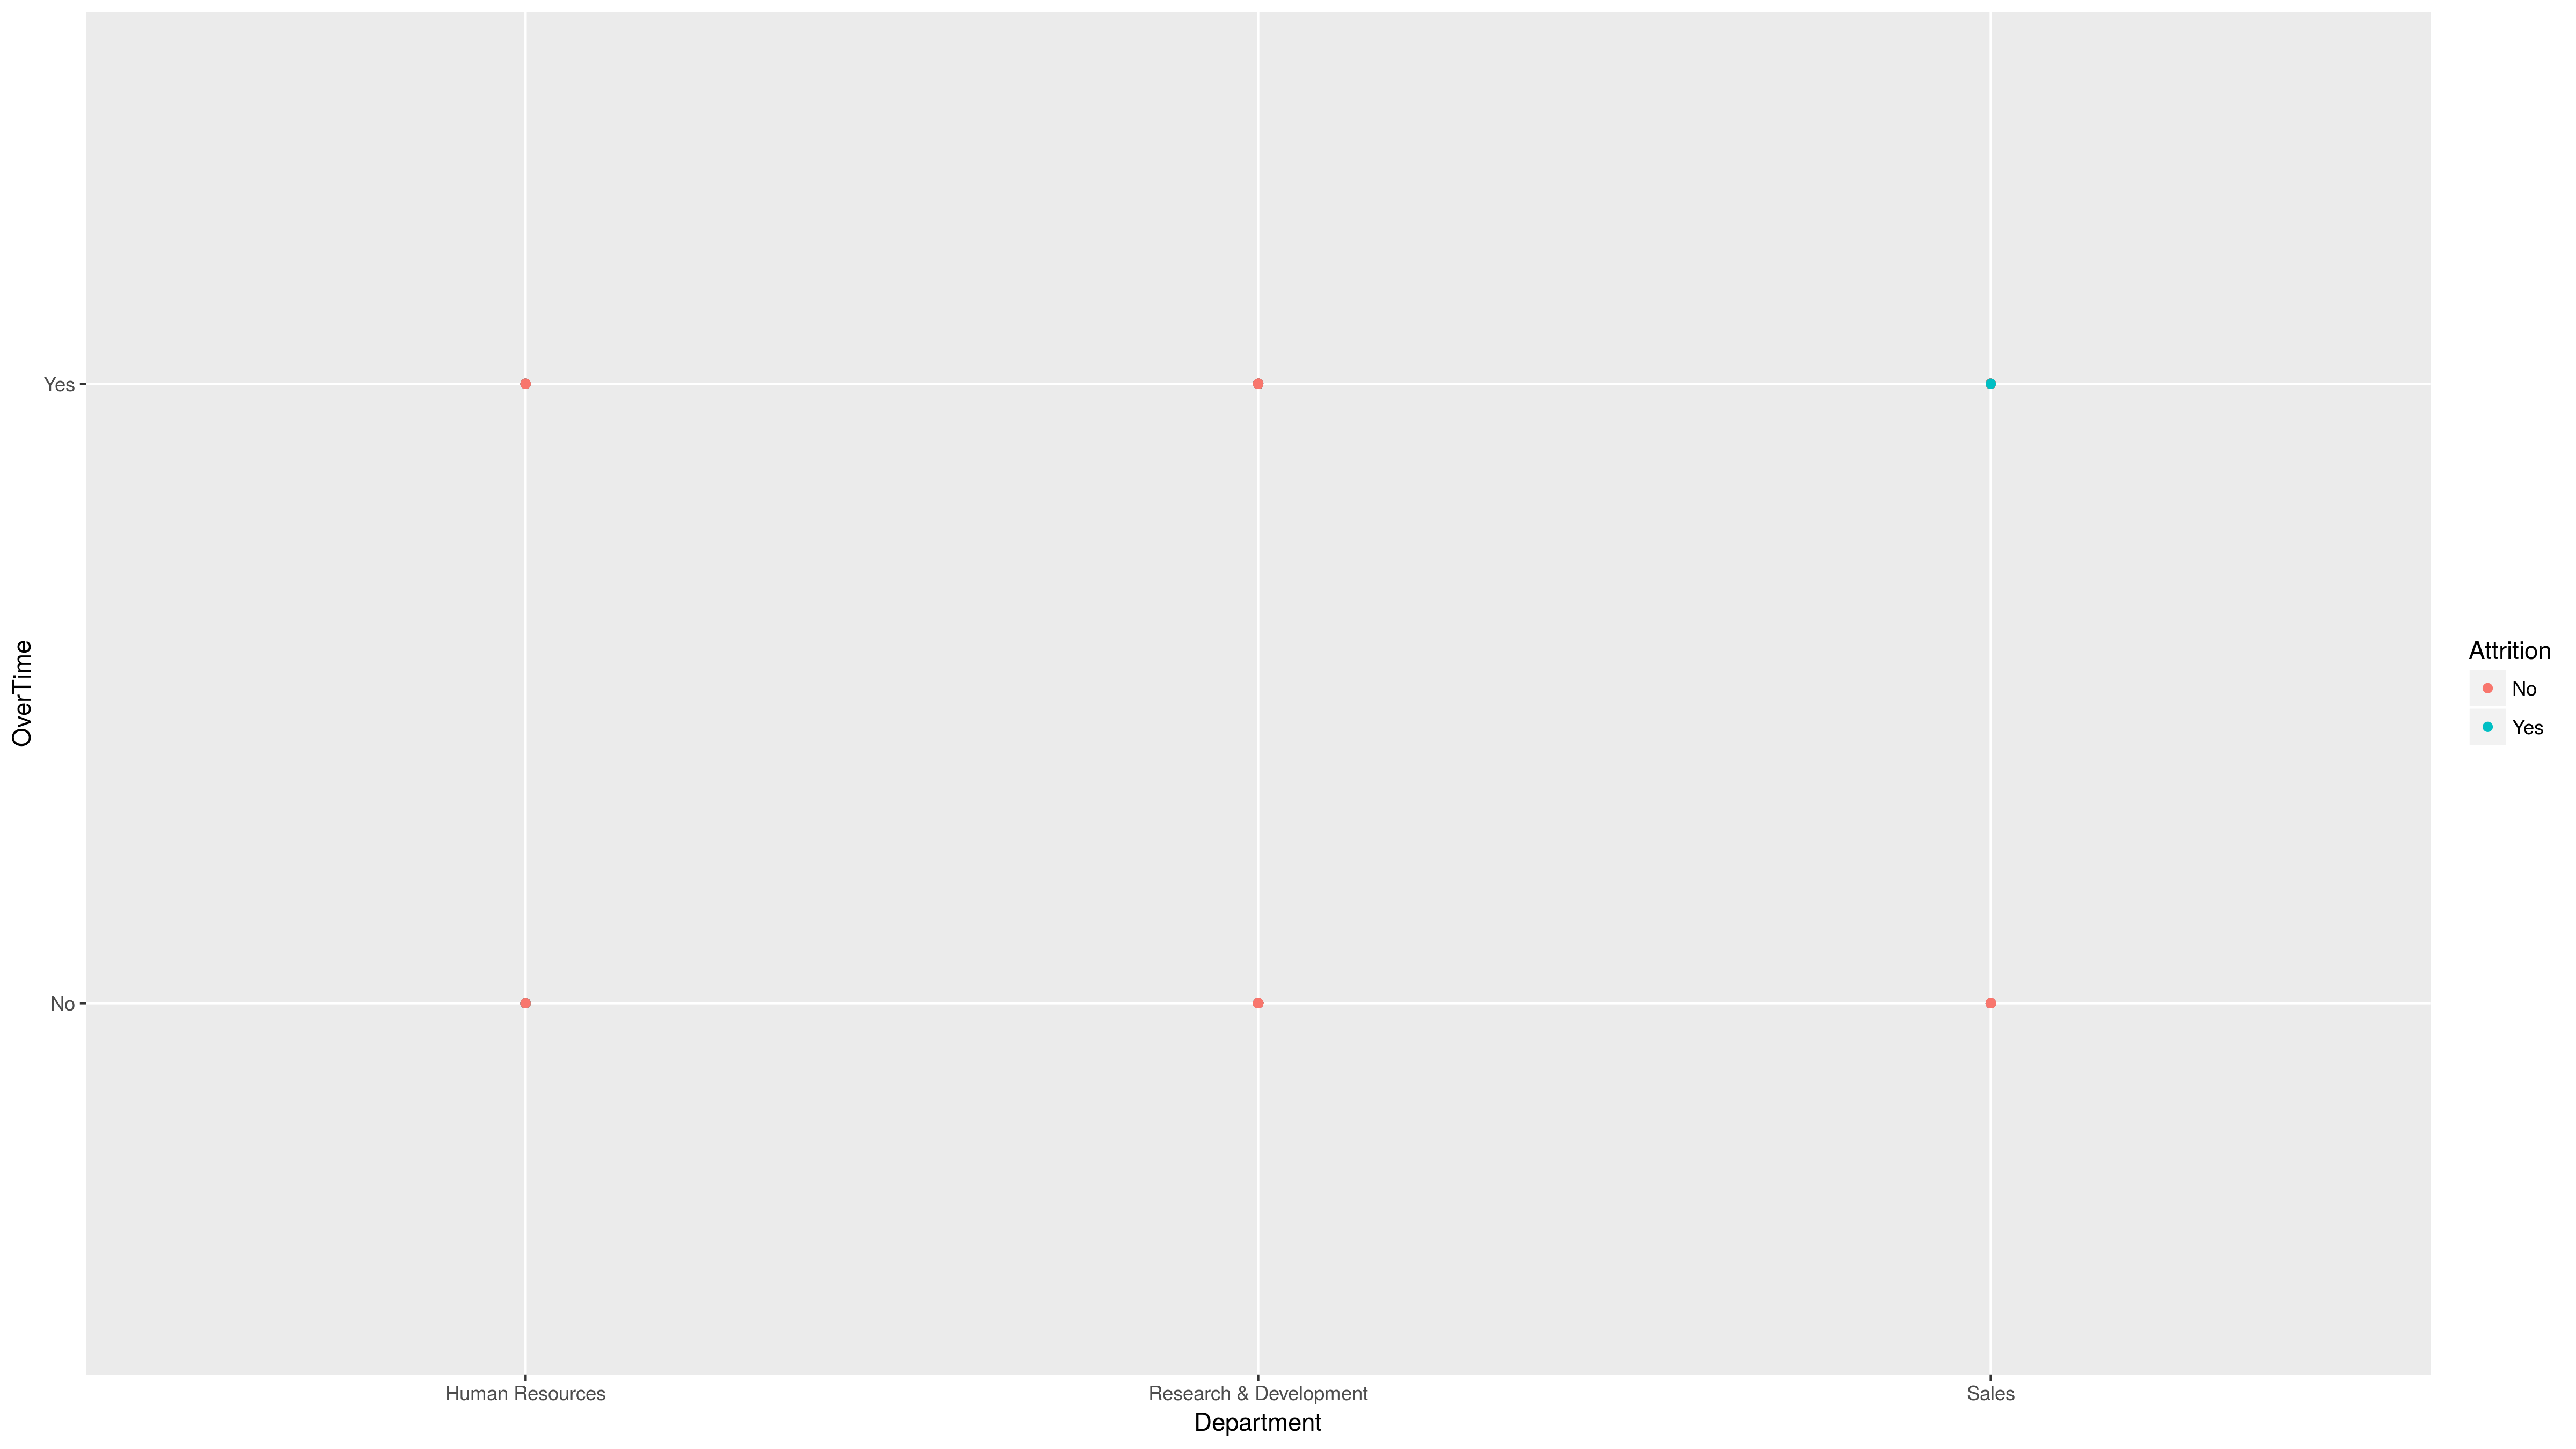 Yes
No
OverTime
Human Resources
Research & Development
Sales
Department
Attrition
No
Yes